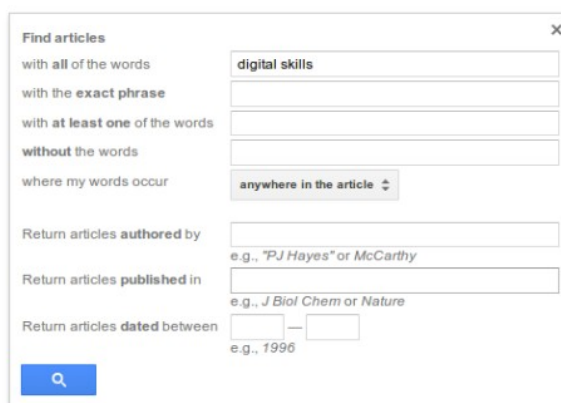 Find articles
with all of the words digital skills
with the exact phrase
with at least one of the words
without the words
where my words occur anywhere in the article
Return articles authored by
e.g., "PJ Hayes" or McCarthy
Return articles published in
e.g., J Biol Chem or Nature
Return articles dated between —
e.g., 1996